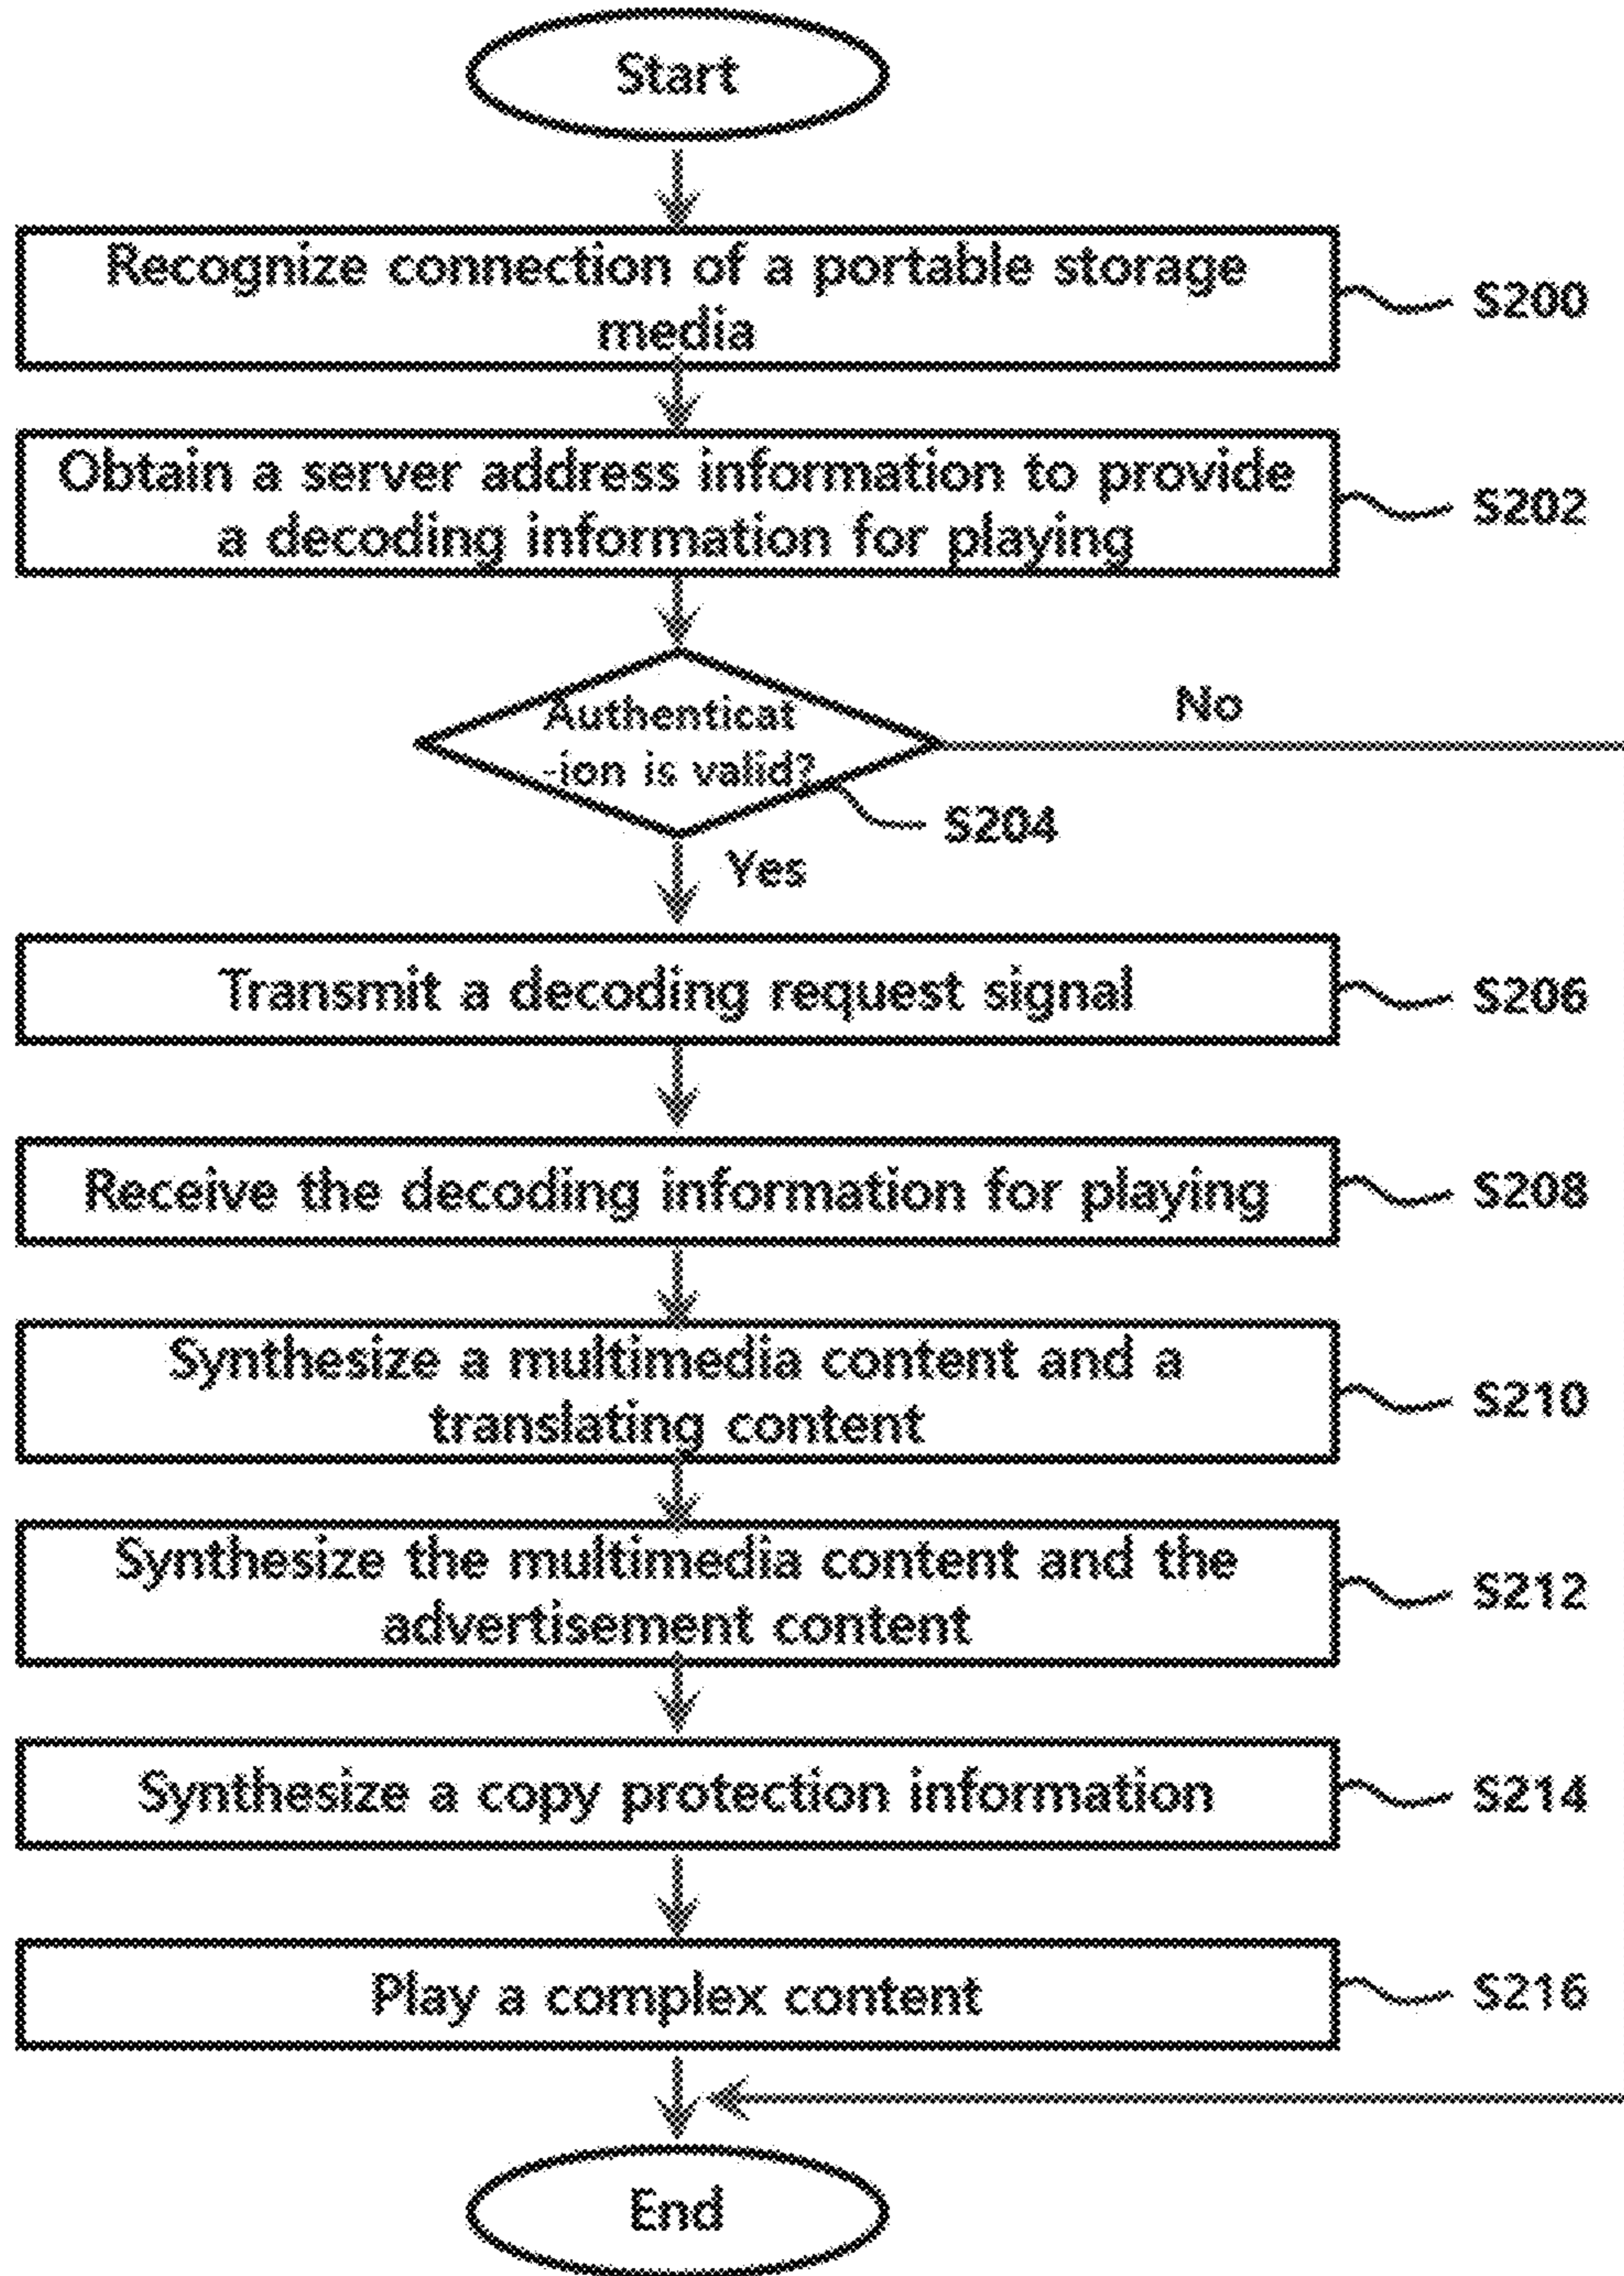 Start
Recognize connection of a portable storage
media
S200
Obtain a server address information to provide
a decoding information for playing
S202
Authenticat
-ion is valid?
No
S204
Yes
Transmit a decoding request signal
S206
Receive the decoding information for playing
S208
Synthesize a multimedia content and a
translating content
S210
Synthesize the multimedia content and the
advertisement content
S212
Synthesize a copy protection information
S214
Play a complex content
S216
End